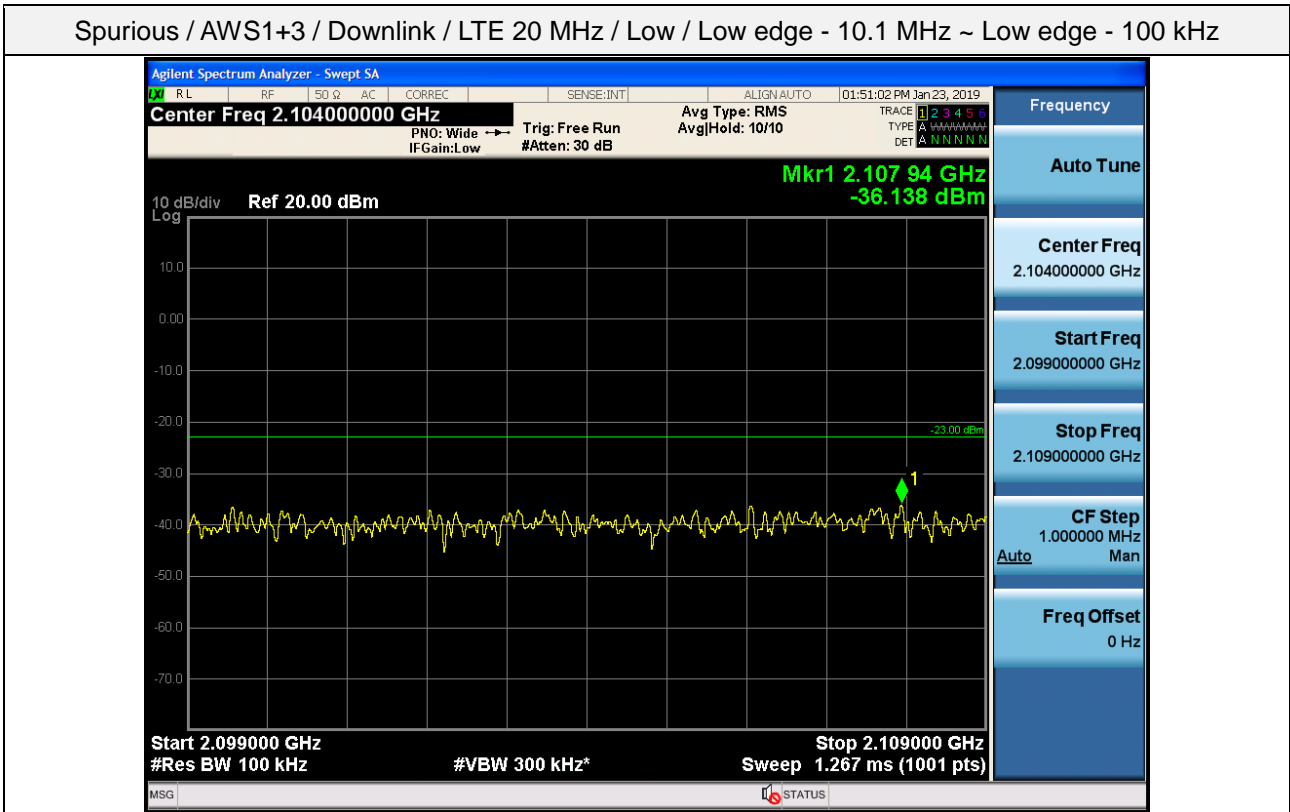 Spurious / AWS1+3 / Downlink / LTE 20 MHz / Low / Low edge - 10.1 MHz ~ Low edge - 100 kHz
Agilent Spectrum Analyzer - Swept SA
LXI RL RF 50 Ω AC CORREC SENSE:INT ALIGNAUTO 01:51:02 PM Jan 23, 2019
Center Freq 2.104000000 GHz
PNO: Wide
IFGain:Low
Trig: Free Run
#Atten: 30 dB
Avg Type: RMS
Avg|Hold: 10/10
TRACE 1 2 3 4 5 6
TYPE A WWWWWW
DET A N N N N N
Mkr1 2.107 94 GHz
-36.138 dBm
10 dB/div Ref 20.00 dBm
Log
10.0
0.00
-10.0
-20.0
-23.00 dBm
-30.0
1
-40.0
-50.0
-60.0
-70.0
Start 2.099000 GHz Stop 2.109000 GHz
#Res BW 100 kHz #VBW 300 kHz* Sweep 1.267 ms (1001 pts)
MSG STATUS
Frequency
Auto Tune
Center Freq
2.104000000 GHz
Start Freq
2.099000000 GHz
Stop Freq
2.109000000 GHz
CF Step
1.000000 MHz
Auto Man
Freq Offset
0 Hz